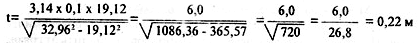 t= 3,14 x 0,1 x 19,12 / √32,96² - 19,12² = 6,0 / √1086,36 - 365,57 = 6,0 / √720 = 6,0 / 26,8 = 0,22 м